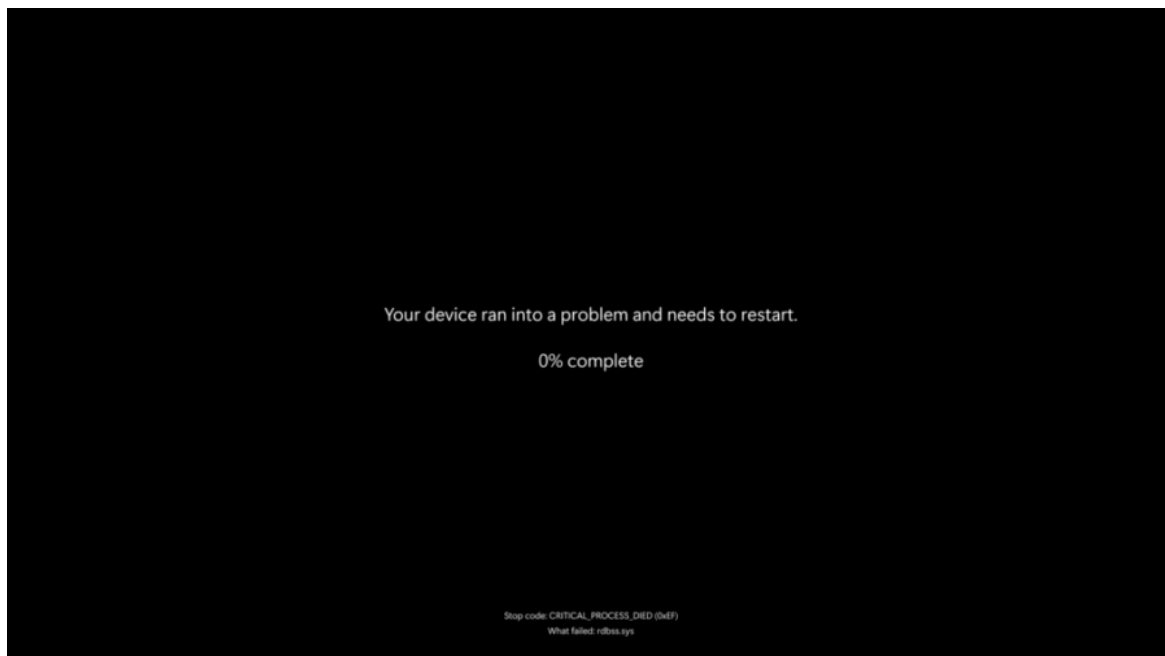 Your device ran into a problem and needs to restart.
0% complete
Stop code: CRITICAL_PROCESS_DIED (0xEF)
What failed: rdbss.sys